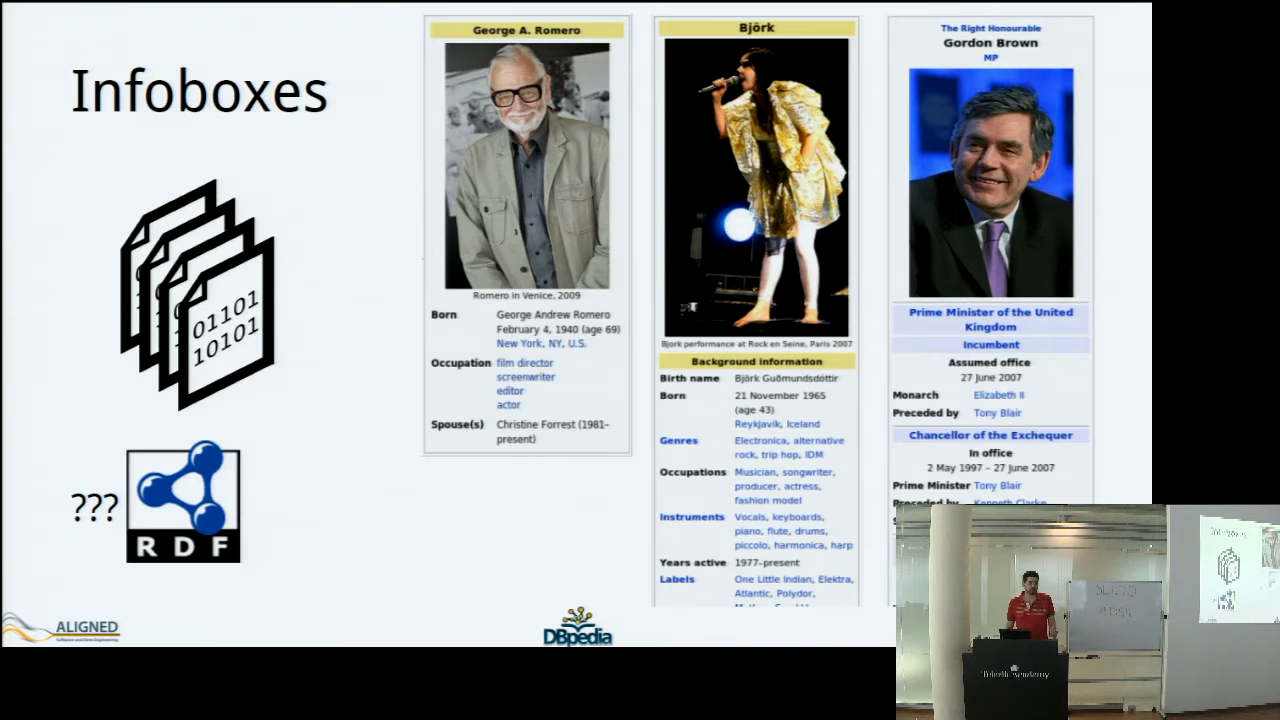 Infoboxes
01101
10101
???
RDF
ALIGNED
DBpedia
George A. Romero
Romero in Venice, 2009
Born George Andrew Romero
February 4, 1940 (age 69)
New York, NY, U.S.
Occupation film director
screenwriter
editor
actor
Spouse(s) Christine Forrest (1981–
present)
Björk
Bjork performance at Rock en Seine, Paris 2007
Background information
Birth name Björk Guðmundsdóttir
Born 21 November 1965
(age 43)
Reykjavik, Iceland
Genres Electronica, alternative
rock, trip hop, IDM
Occupations Musician, songwriter,
producer, actress,
fashion model
Instruments Vocals, keyboards,
piano, flute, drums,
piccolo, harmonica, harp
Years active 1977–present
Labels One Little Indian, Elektra,
Atlantic, Polydor,
The Right Honourable
Gordon Brown
MP
Prime Minister of the United
Kingdom
Incumbent
Assumed office
27 June 2007
Monarch Elizabeth II
Preceded by Tony Blair
Chancellor of the Exchequer
In office
2 May 1997 – 27 June 2007
Prime Minister Tony Blair
Preceded by Kenneth Clarke
Infoboxes